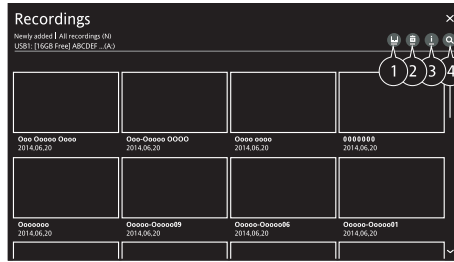 Recordings
Newly added | All recordings (N)
USB1: [16GB Free] ABCDEF ...(A:)
1 2 3 4
Ooo Ooooo Oooo Ooo-Ooooo OOOO Oooo oooo 0000000
2014,06,20 2014,06,20 2014,06,20 2014,06,20
Ooooooo Ooooo-Ooooo09 Ooooo-Ooooo06 Ooooo-Ooooo01
2014,06,20 2014,06,20 2014,06,20 2014,06,20